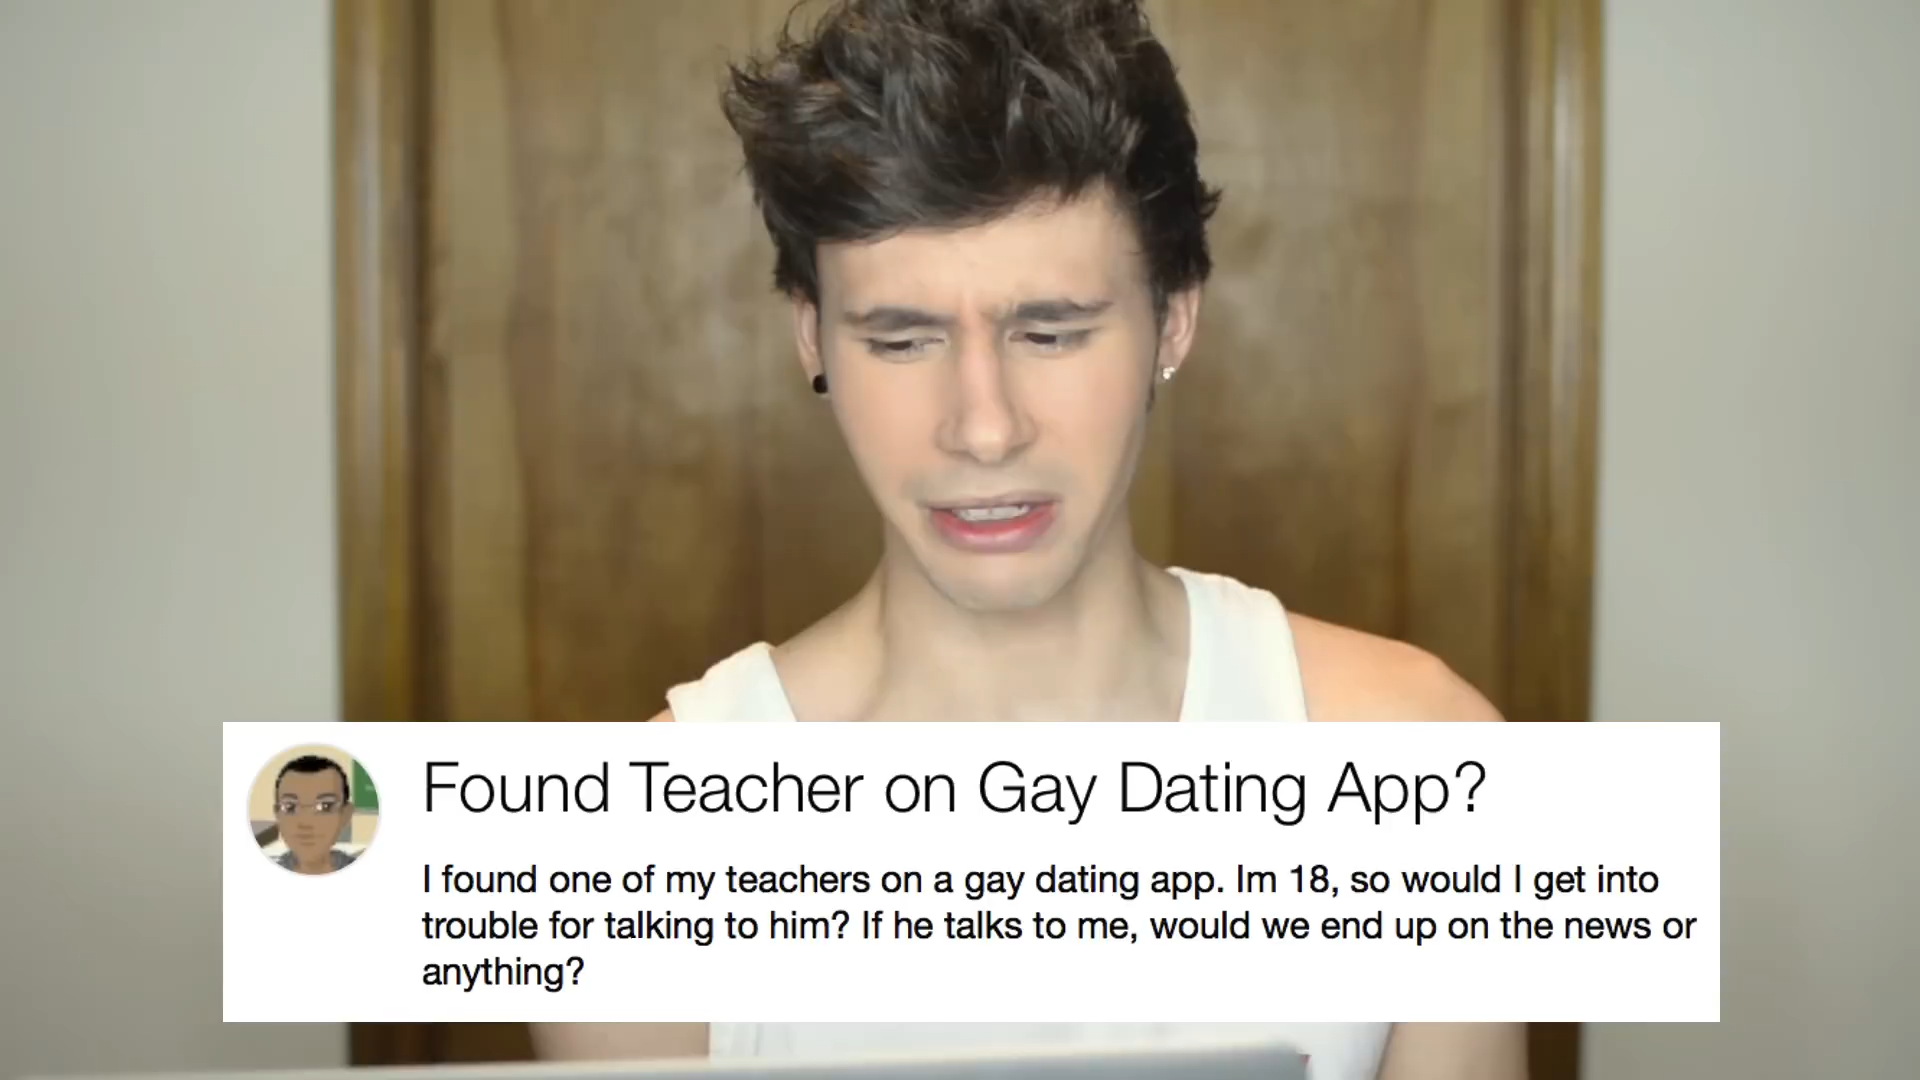 Found Teacher on Gay Dating App?
I found one of my teachers on a gay dating app. Im 18, so would I get into
trouble for talking to him? If he talks to me, would we end up on the news or
anything?